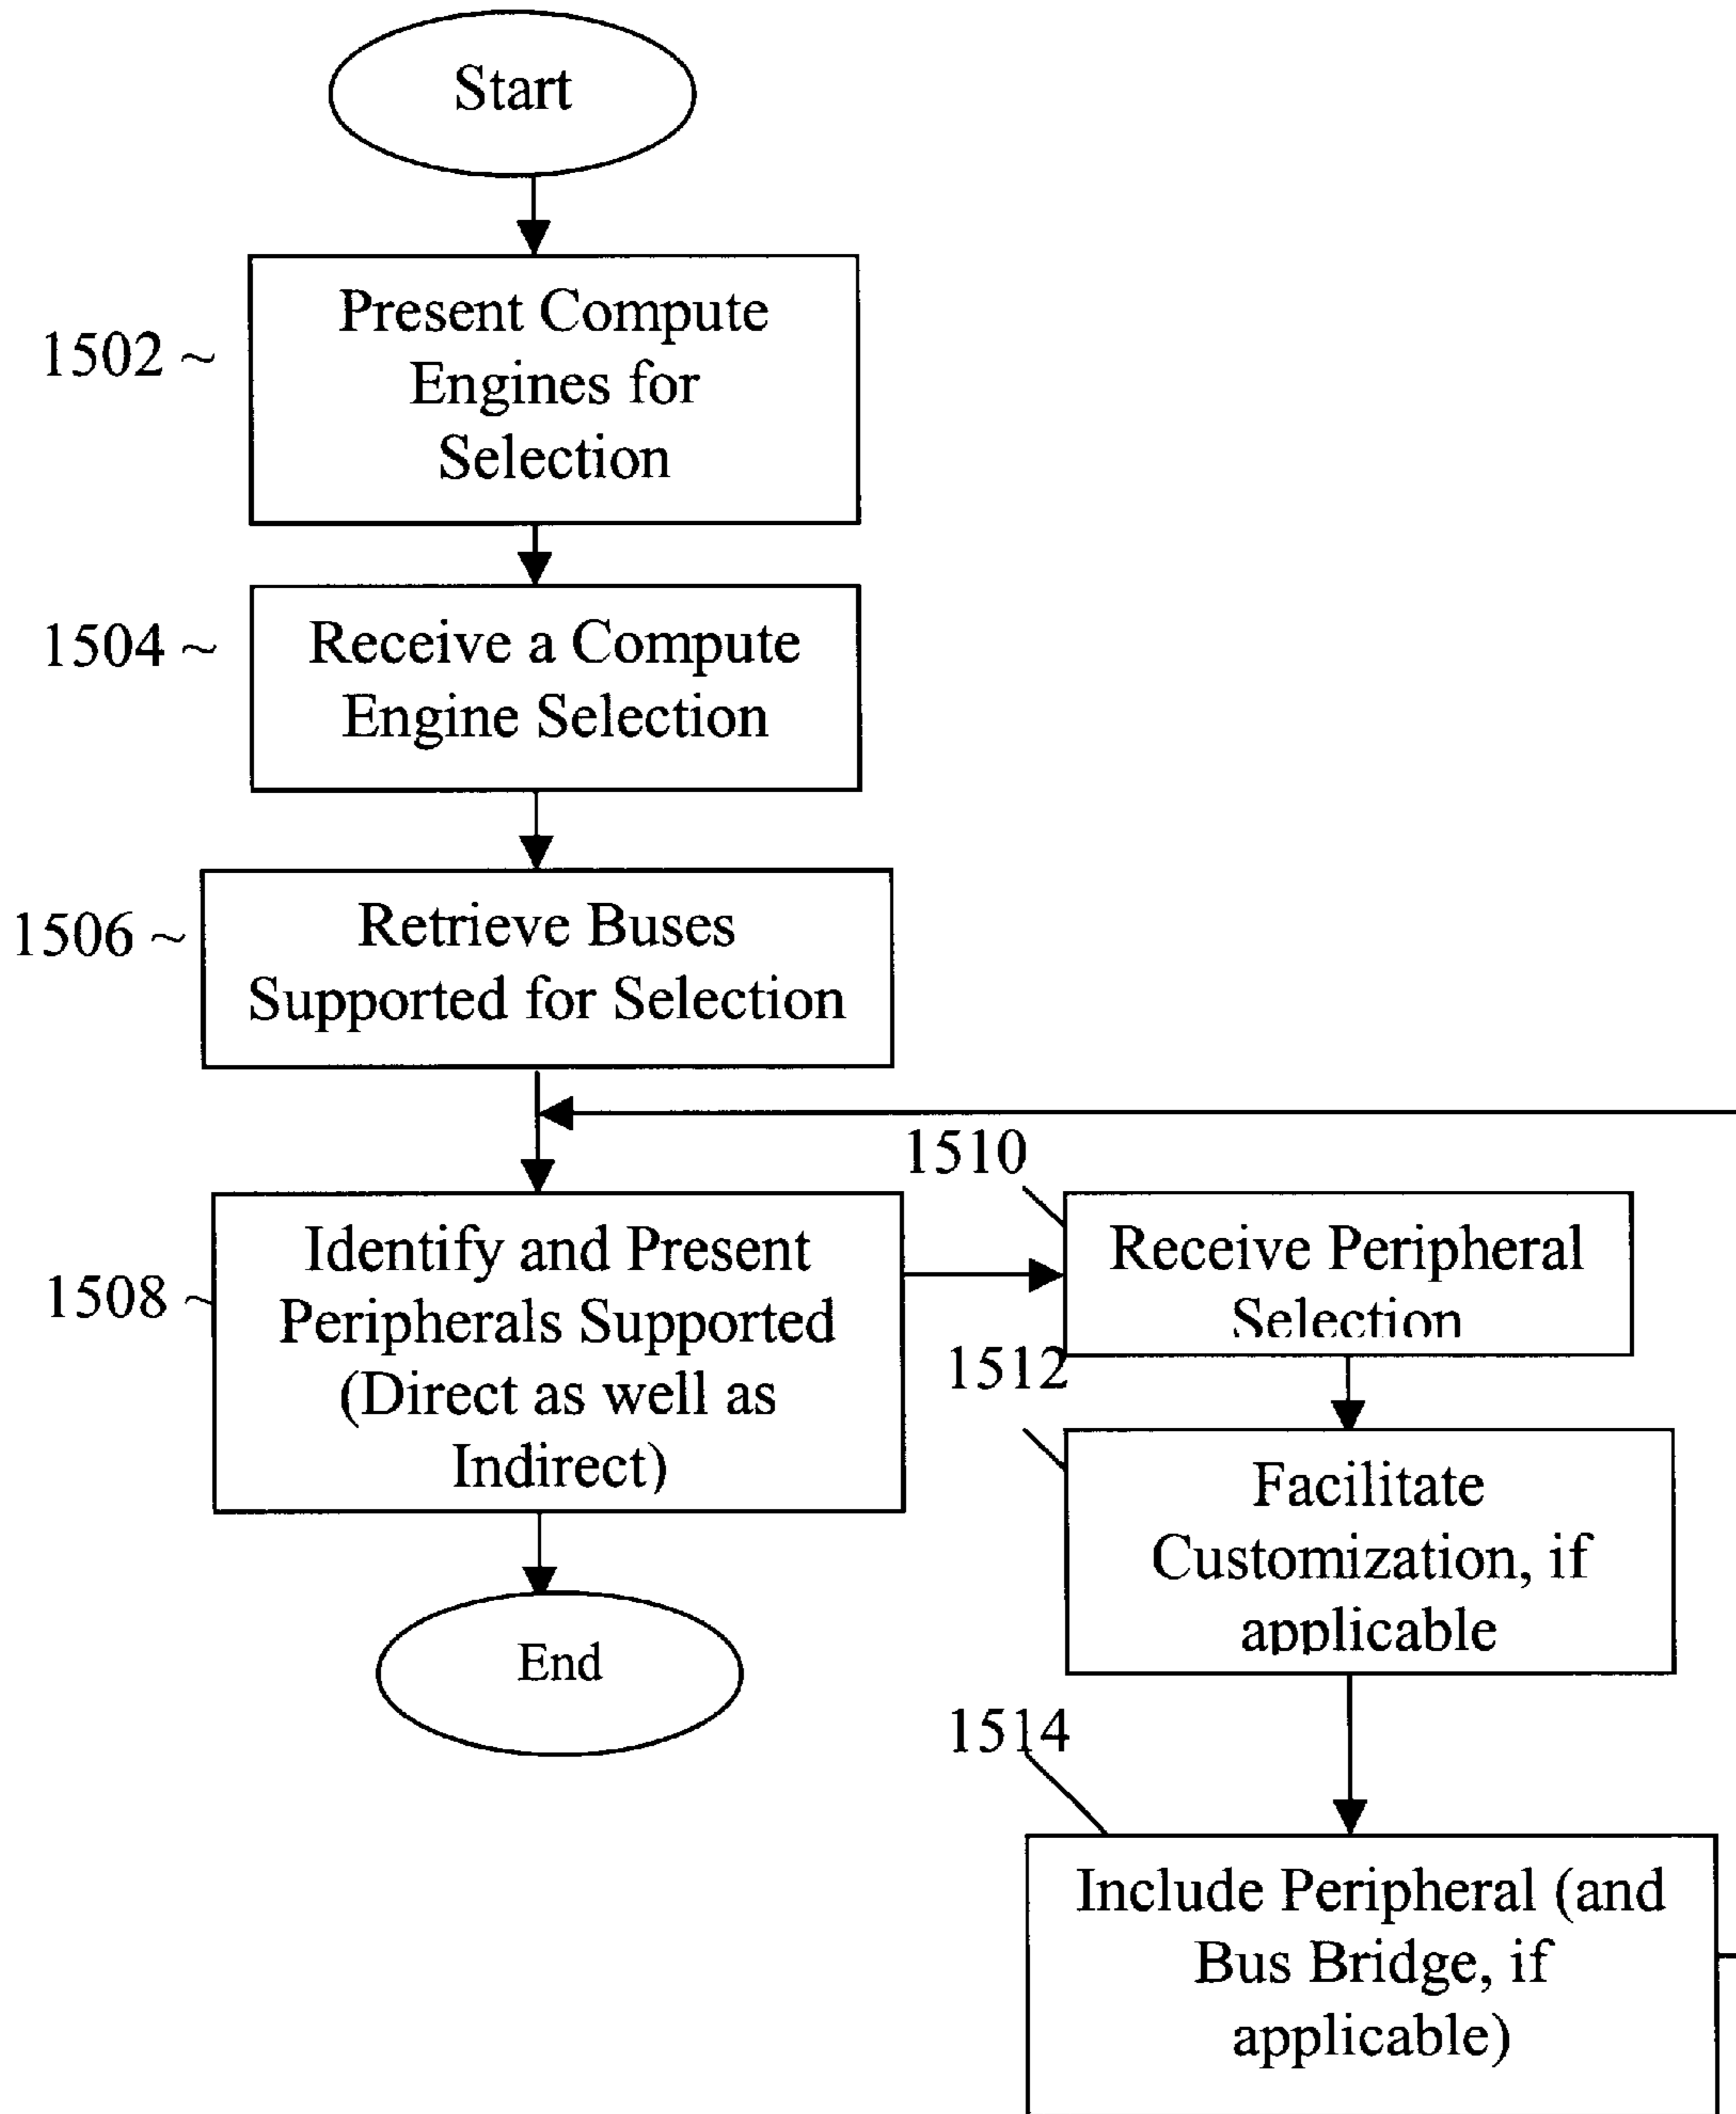 Start
1502 ~
Present Compute
Engines for
Selection
1504 ~
Receive a Compute
Engine Selection
1506 ~
Retrieve Buses
Supported for Selection
1508 ~
Identify and Present
Peripherals Supported
(Direct as well as
Indirect)
1510
Receive Peripheral
Selection
1512
Facilitate
Customization, if
applicable
End
1514
Include Peripheral (and
Bus Bridge, if
applicable)